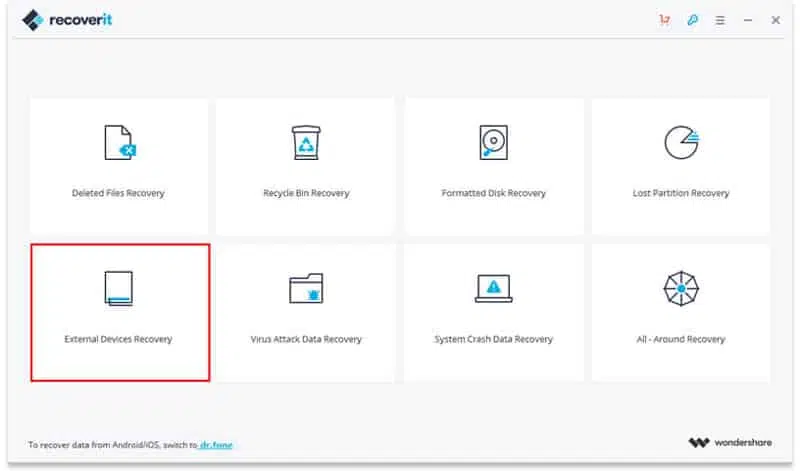 recoverit
Deleted Files Recovery
Recycle Bin Recovery
Formatted Disk Recovery
Lost Partition Recovery
External Devices Recovery
Virus Attack Data Recovery
System Crash Data Recovery
All - Around Recovery
To recover data from Android/iOS, switch to dr.fone
wondershare